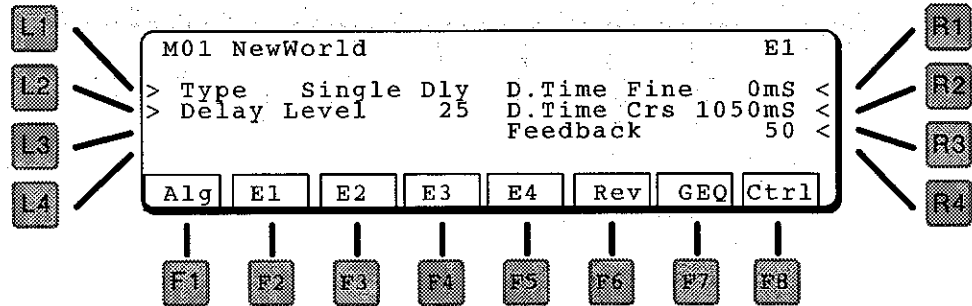 L1 R1
M01 NewWorld E1
L2 R2
> Type Single Dly D.Time Fine 0mS <
> Delay Level 25 D.Time Crs 1050mS <
L3 Feedback 50 < R3
L4 R4
Alg E1 E2 E3 E4 Rev GEQ Ctrl
F1 F2 F3 F4 F5 F6 F7 F8